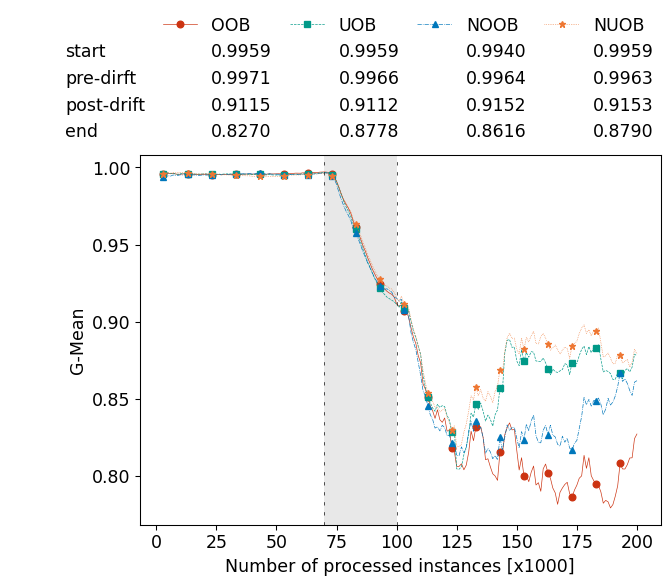 OOB UOB NOOB NUOB
start 0.9959 0.9959 0.9940 0.9959
pre-dirft 0.9971 0.9966 0.9964 0.9963
post-drift 0.9115 0.9112 0.9152 0.9153
end 0.8270 0.8778 0.8616 0.8790
1.00
0.95
0.90
0.85
0.80
G-Mean
0 25 50 75 100 125 150 175 200
Number of processed instances [x1000]